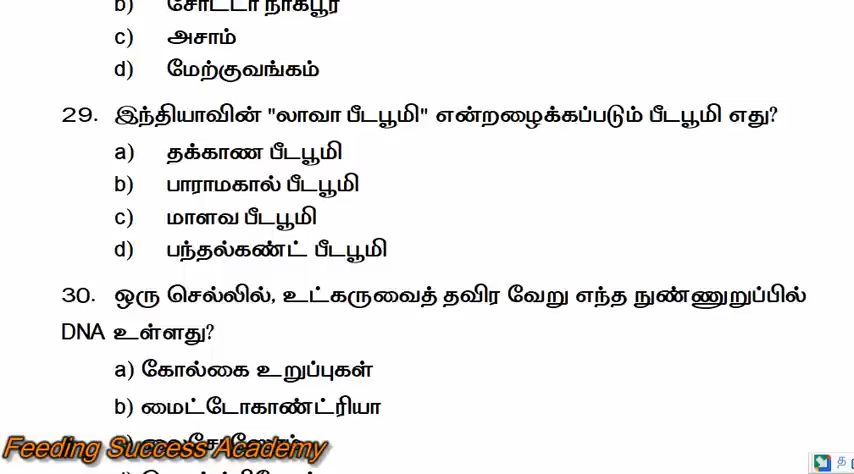 b) சோட்டா நாகபூர்
c) அசாம்
d) மேற்குவங்கம்
29. இந்தியாவின் "லாவா பீடபூமி" என்றழைக்கப்படும் பீடபூமி எது?
a) தக்காண பீடபூமி
b) பாராமகால் பீடபூமி
c) மாளவ பீடபூமி
d) பந்தல்கண்ட் பீடபூமி
30. ஒரு செல்லில், உட்கருவைத் தவிர வேறு எந்த நுண்ணுறுப்பில்
DNA உள்ளது?
a) கோல்கை உறுப்புகள்
b) மைட்டோகாண்ட்ரியா
Feeding Success Academy